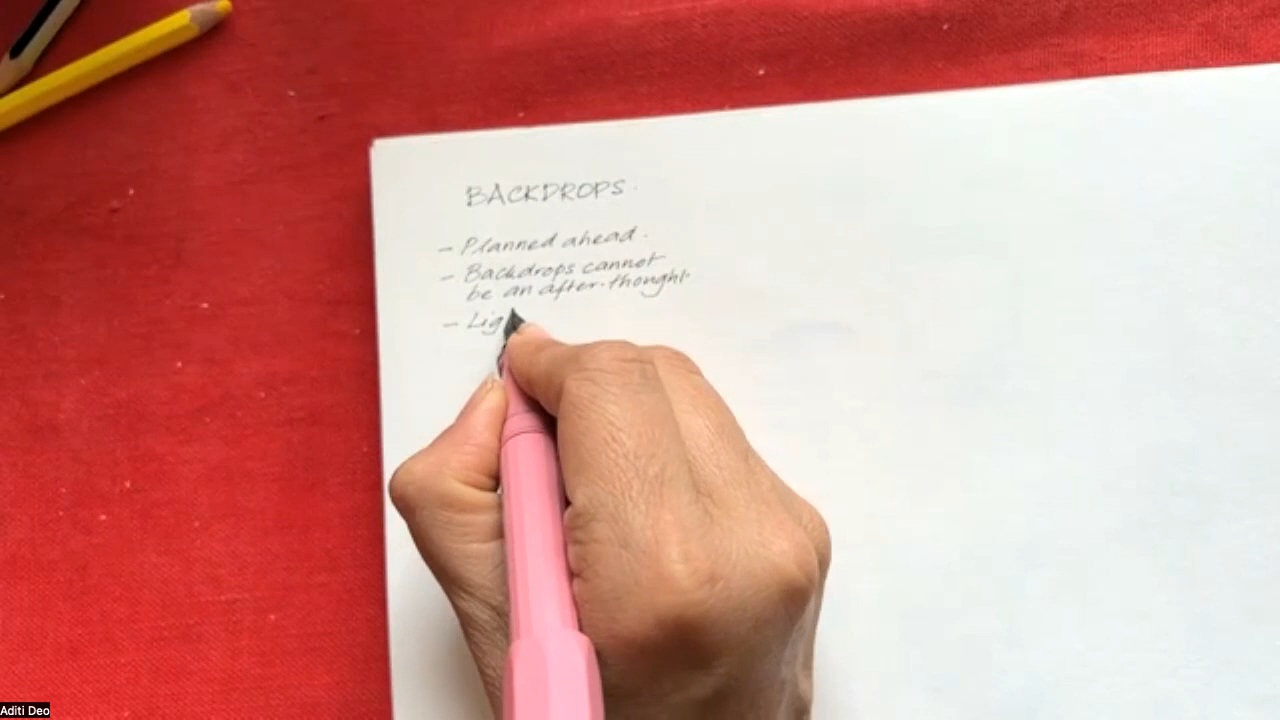 BACKDROPS.
- Planned ahead.
- Backdrops cannot
be an after-thought.
- Lig
Aditi Deo